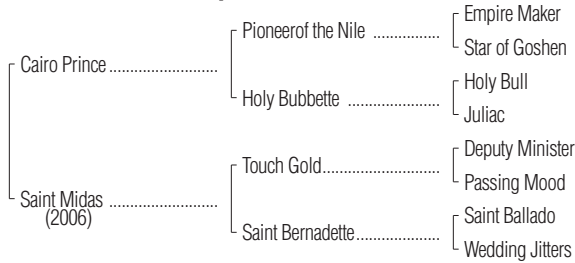 Empire Maker
Pioneerof the Nile ................
Star of Goshen
Cairo Prince ..........................
Holy Bull
Holy Bubbette ......................
Juliac
Deputy Minister
Touch Gold............................
Passing Mood
Saint Midas ..........................
(2006)
Saint Ballado
Saint Bernadette....................
Wedding Jitters